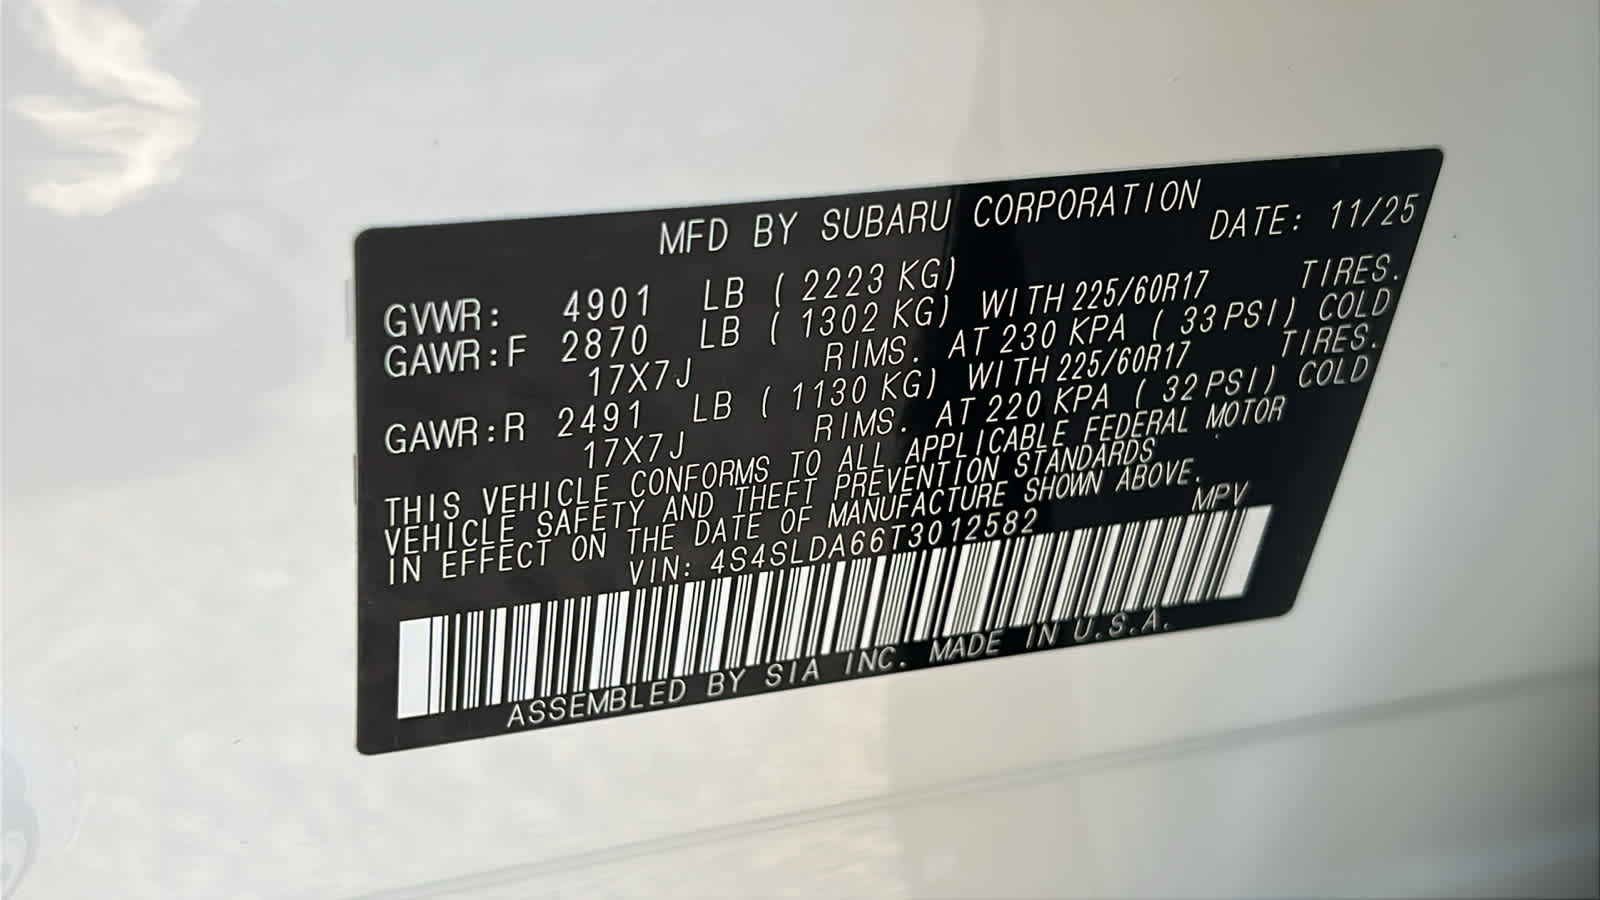 MFD BY SUBARU CORPORATION DATE: 11/25
GVWR: 4901 LB ( 2223 KG)
GAWR:F 2870 LB ( 1302 KG) WITH 225/60R17 TIRES.
17X7J RIMS. AT 230 KPA ( 33 PSI) COLD
GAWR:R 2491 LB ( 1130 KG) WITH 225/60R17 TIRES.
17X7J RIMS. AT 220 KPA ( 32 PSI) COLD
THIS VEHICLE CONFORMS TO ALL APPLICABLE FEDERAL MOTOR
VEHICLE SAFETY AND THEFT PREVENTION STANDARDS
IN EFFECT ON THE DATE OF MANUFACTURE SHOWN ABOVE.
VIN: 4S4SLDA66T3012582 MPV
ASSEMBLED BY SIA INC. MADE IN U.S.A.